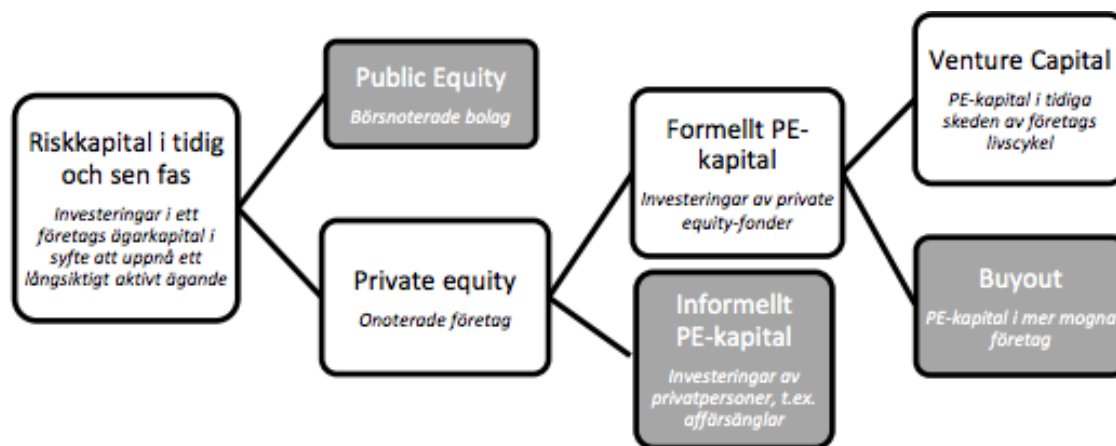 Riskkapital i tidig
och sen fas
Investeringar i ett
företags ägarkapital i
syfte att uppnå ett
långsiktigt aktivt ägande
Public Equity
Börsnoterade bolag
Private equity
Onoterade företag
Formellt PE-
kapital
Investeringar av private
equity-fonder
Informellt
PE-kapital
Investeringar av
privatpersoner, t.ex.
affärsänglar
Venture Capital
PE-kapital i tidiga
skeden av företags
livscykel
Buyout
PE-kapital i mer mogna
företag